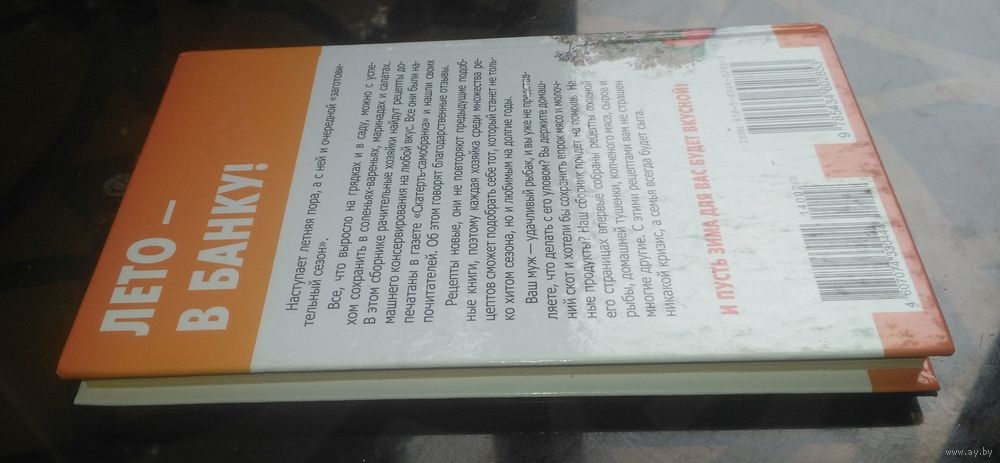 ЛЕТО –
В БАНКУ!
Наступает летняя пора, а с ней и очередной «заготови-
тельный сезон».
Все, что выросло на грядках и в саду, можно с успе-
хом сохранить в соленьях-вареньях, маринадах и салатах.
В этом сборнике рачительные хозяйки найдут рецепты до-
машнего консервирования на любой вкус. Все они были на-
печатаны в газете «Скатерть-самобранка» и нашли своих
почитателей. Об этом говорят благодарственные отзывы.
Рецепты новые, они не повторяют предыдущие подоб-
ные книги, поэтому каждая хозяйка среди множества ре-
цептов сможет подобрать себе тот, который станет не толь-
ко хитом сезона, но и любимым на долгие годы.
Ваш муж — удачливый рыбак, и вы уже не представ-
ляете, что делать с его уловом? Вы держите домаш-
ний скот и хотели бы сохранить впрок мясо и молоч-
ные продукты? Наш сборник придет на помощь. На
его страницах впервые собраны рецепты вяленой
рыбы, домашней тушенки, копченого мяса, сыров и
многие другие. С этими рецептами вам не страшен
никакой кризис, а семья всегда будет сыта.
И ПУСТЬ ЗИМА ДЛЯ ВАС БУДЕТ ВКУСНОЙ!
www.ay.by